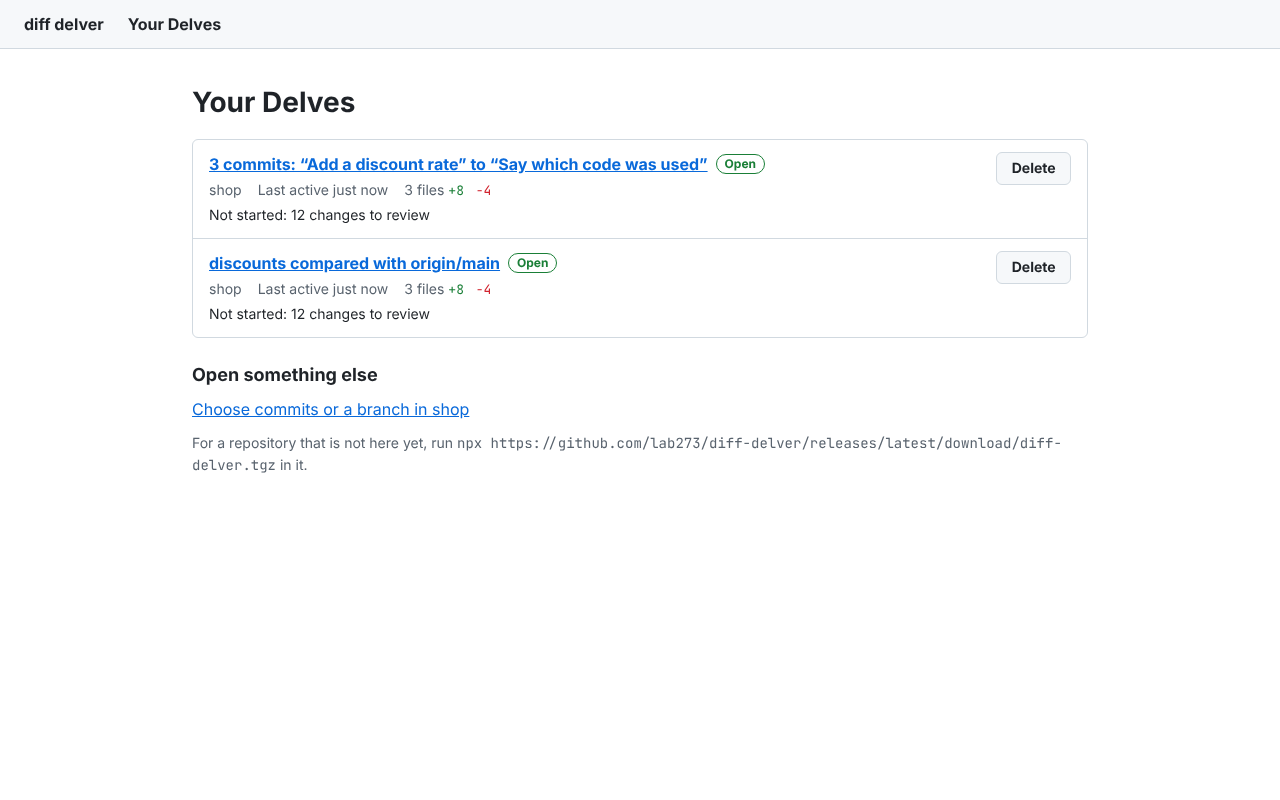 diff delver Your Delves
Your Delves
3 commits: “Add a discount rate” to “Say which code was used” Open
Delete
shop Last active just now 3 files +8 -4
Not started: 12 changes to review
discounts compared with origin/main Open
Delete
shop Last active just now 3 files +8 -4
Not started: 12 changes to review
Open something else
Choose commits or a branch in shop
For a repository that is not here yet, run npx https://github.com/lab273/diff-delver/releases/latest/download/diff-
delver.tgz in it.